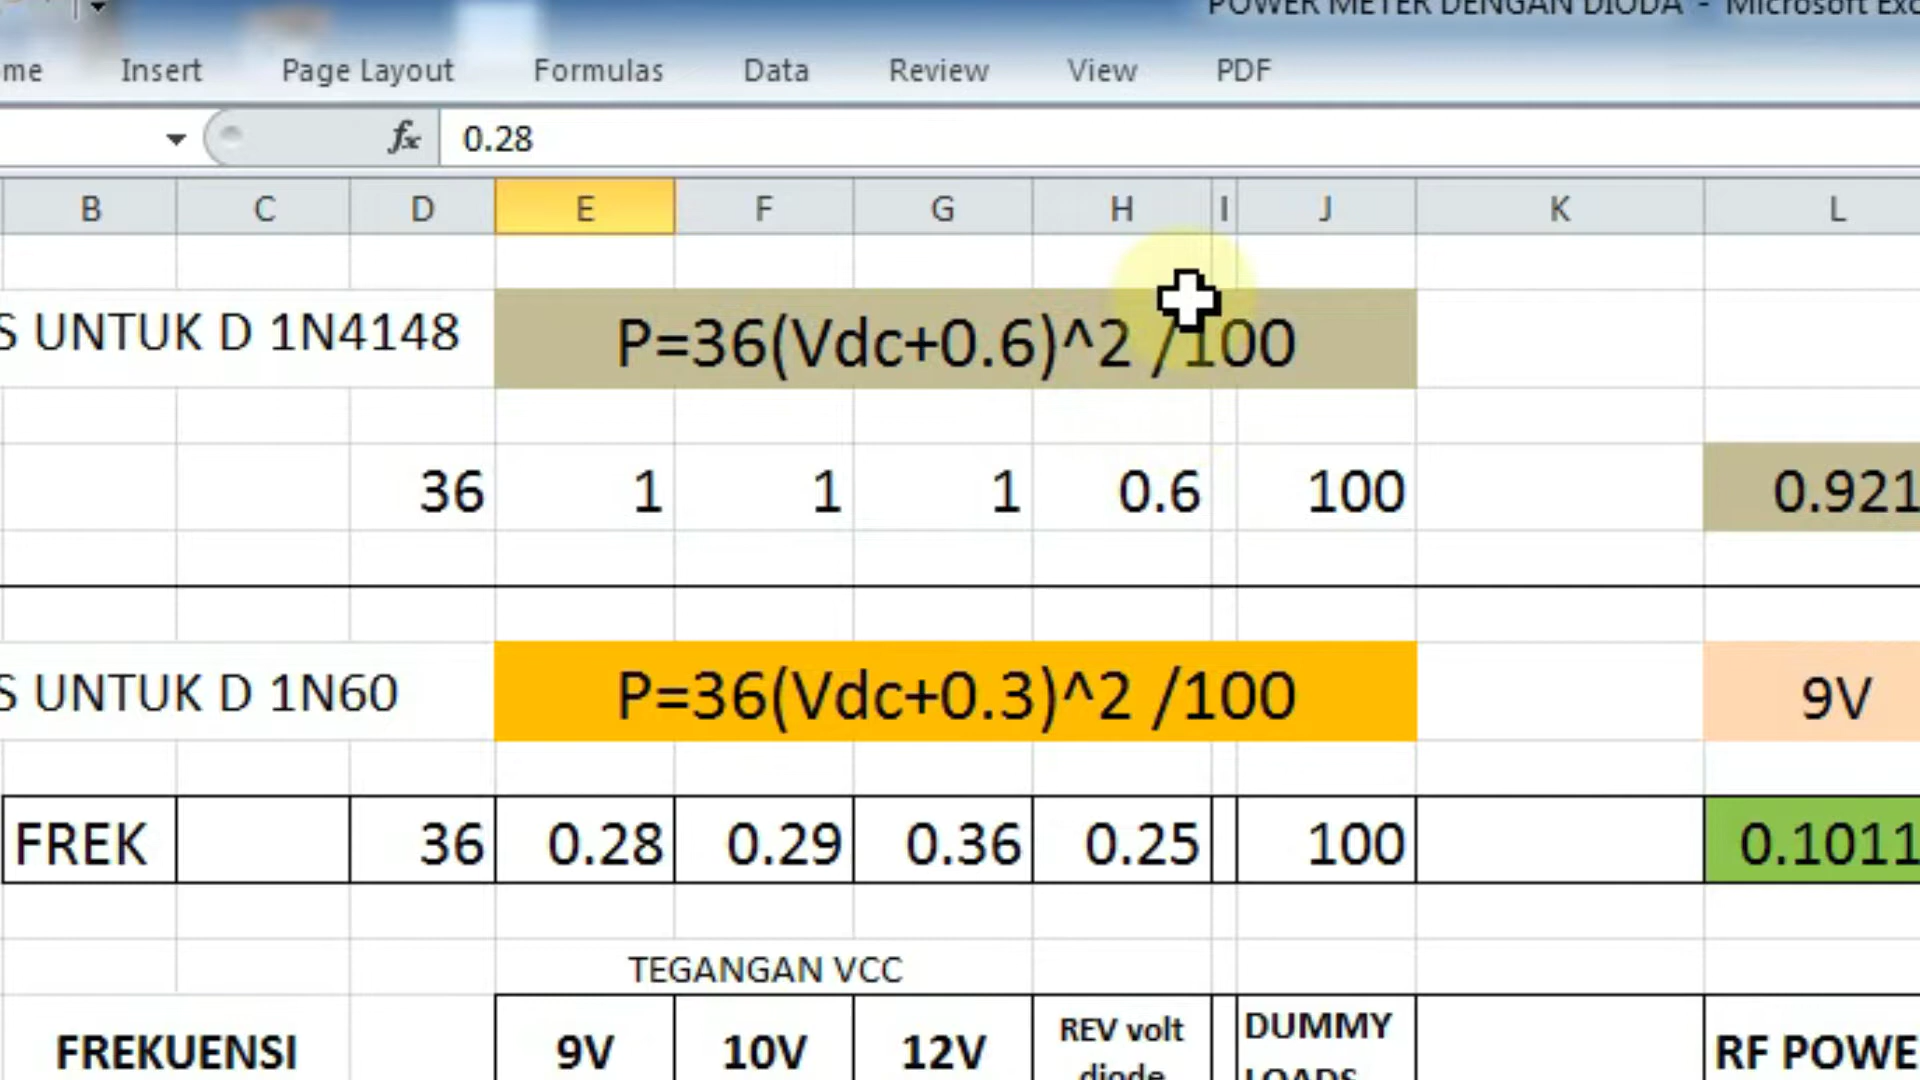 POWER METER DENGAN DIODA - Microsoft Exc
me Insert Page Layout Formulas Data Review View PDF
fx 0.28
B C D E F G H I J K L
S UNTUK D 1N4148 P=36(Vdc+0.6)^2 /100
36 1 1 1 0.6 100 0.921
S UNTUK D 1N60 P=36(Vdc+0.3)^2 /100 9V
FREK 36 0.28 0.29 0.36 0.25 100 0.1011
TEGANGAN VCC
FREKUENSI 9V 10V 12V REV volt DUMMY RF POWE
diode LOADS